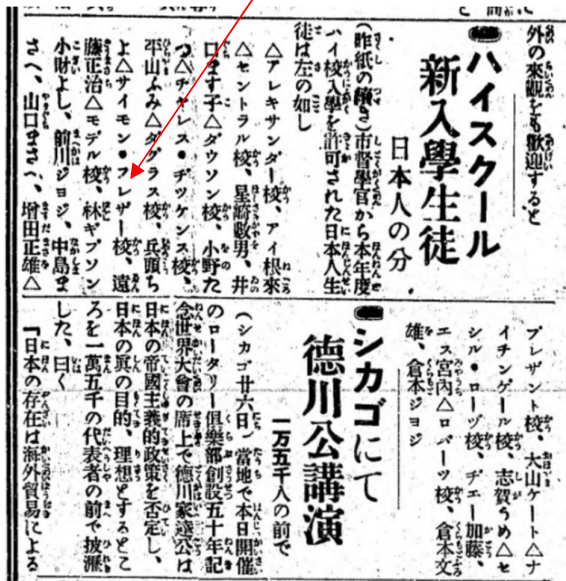 外の來觀をも歡迎すると
ハイスクール
新入學生徒
日本人の分
(昨紙の續き)市督學官から本年度
ハイ校入學を許可された日本人生
徒は左の如し
△アレキサンダー校、アイ根來
△セントラル校、星崎數男、井
口ます子△ダウソン校、小野た
つ△チャレス・ヂツケンス校、
平山ふみ△ダグラス校、兵頭ち
よ△サイモン・フレザー校、遠
藤正治△モデル校、林ギプソン
小財よし、前川ジョジ、中島ま
さへ、山口まさへ、増田正雄△
プレザント校、大山ケート△ナ
イチンゲール校、志賀うめ△セ
シル・ローヅ校、ヂエー加藤、
エス宮内△ロバーツ校、倉本文
雄、倉本ジヨジ
シカゴにて
德川公講演
一万五千人の前で
(シカゴ廿六日)當地で本日開催
のロータリー倶樂部創設五十年記
念世界大會の席上で德川家達公は
日本の帝國主義的政策を否定し、
日本の眞の目的、理想とするとこ
ろを一萬五千の代表者の前で披瀝
した、曰く
「日本の存在は海外貿易による